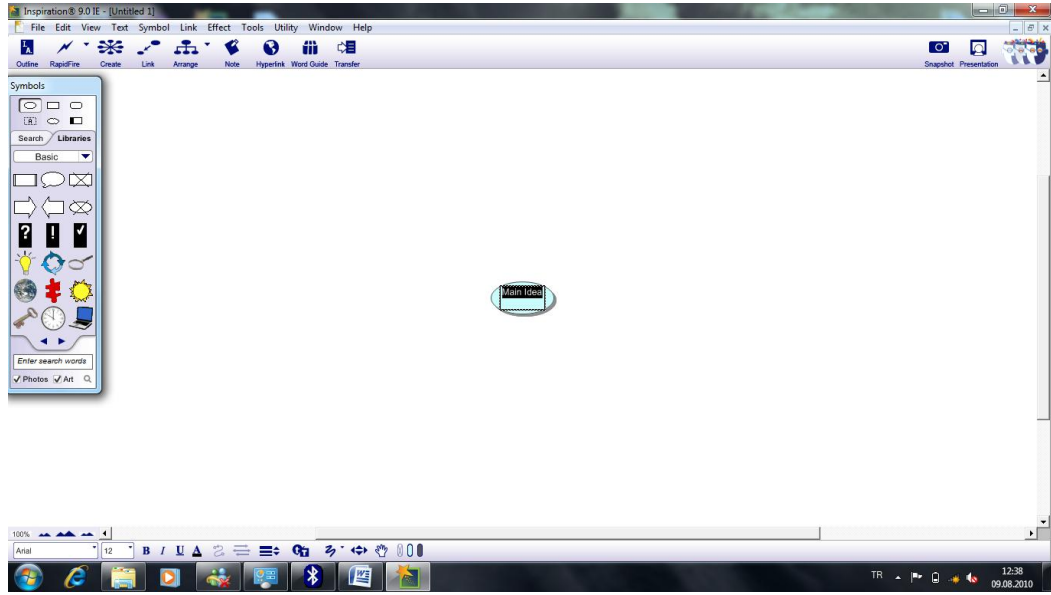 Inspiration® 9.0 IE - [Untitled 1]
File Edit View Text Symbol Link Effect Tools Utility Window Help
Outline RapidFire Create Link Arrange Note Hyperlink Word Guide Transfer Snapshot Presentation
Symbols
A
Search Libraries
Basic
? !
Main Idea
Enter search words
Photos Art
100%
Arial 12 B I U A
TR 12:38
09.08.2010